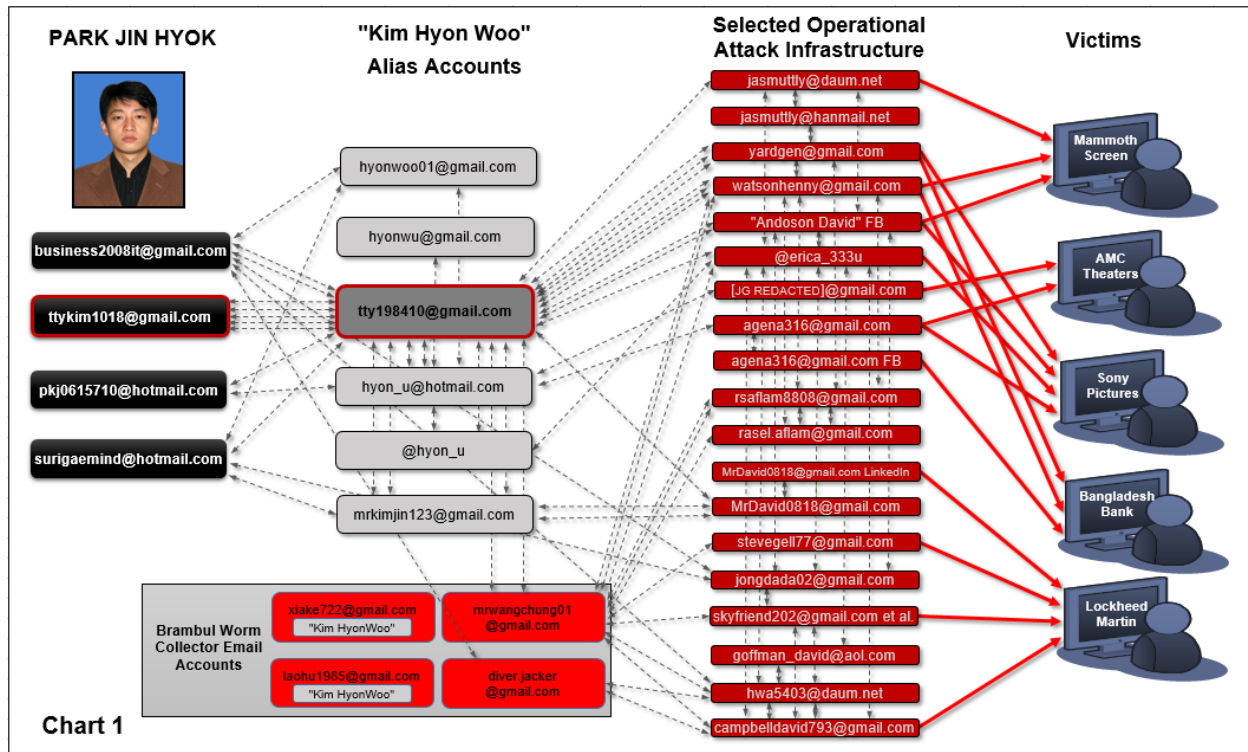 PARK JIN HYOK
business2008it@gmail.com
ttykim1018@gmail.com
pkj0615710@hotmail.com
surigaemind@hotmail.com
"Kim Hyon Woo"
Alias Accounts
hyonwoo01@gmail.com
hyonwu@gmail.com
tty198410@gmail.com
hyon_u@hotmail.com
@hyon_u
mrkimjin123@gmail.com
Brambul Worm
Collector Email
Accounts
xiake722@gmail.com
"Kim HyonWoo"
mrwangchung01
@gmail.com
laohu1985@gmail.com
"Kim HyonWoo"
diver.jacker
@gmail.com
Selected Operational
Attack Infrastructure
jasmuttly@daum.net
jasmuttly@hanmail.net
yardgen@gmail.com
watsonhenny@gmail.com
"Andoson David" FB
@erica_333u
[JG REDACTED]@gmail.com
agena316@gmail.com
agena316@gmail.com FB
rsaflam8808@gmail.com
rasel.aflam@gmail.com
MrDavid0818@gmail.com LinkedIn
MrDavid0818@gmail.com
stevegell77@gmail.com
jongdada02@gmail.com
skyfriend202@gmail.com et al.
goffman_david@aol.com
hwa5403@daum.net
campbelldavid793@gmail.com
Victims
Mammoth
Screen
AMC
Theaters
Sony
Pictures
Bangladesh
Bank
Lockheed
Martin
Chart 1